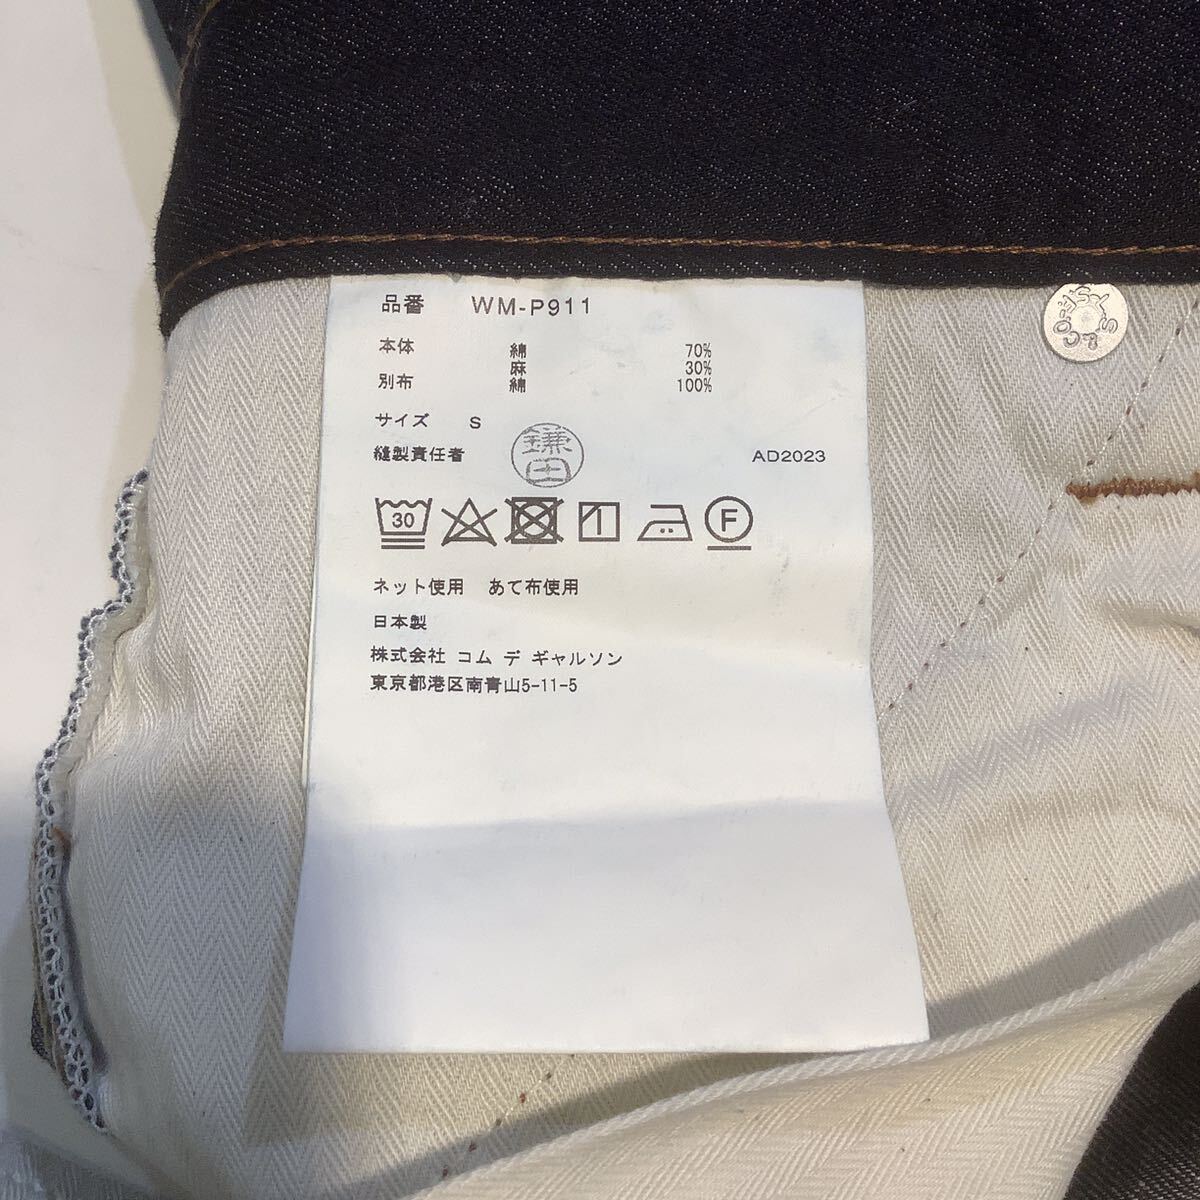 品番 WM-P911
本体 綿 70%
麻 30%
別布 綿 100%
サイズ S
縫製責任者 鎌田 AD2023
30 1 F
ネット使用 あて布使用
日本製
株式会社 コム デ ギャルソン
東京都港区南青山5-11-5